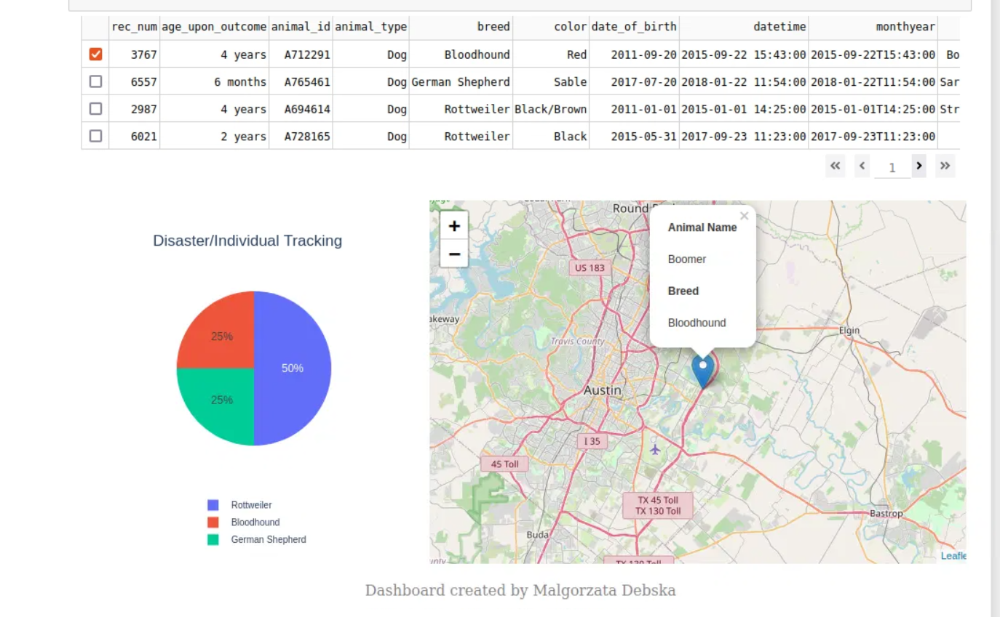 rec_num age_upon_outcome animal_id animal_type breed color date_of_birth datetime monthyear
3767 4 years A712291 Dog Bloodhound Red 2011-09-20 2015-09-22 15:43:00 2015-09-22T15:43:00 Bo
6557 6 months A765461 Dog German Shepherd Sable 2017-07-20 2018-01-22 11:54:00 2018-01-22T11:54:00 Sar
2987 4 years A694614 Dog Rottweiler Black/Brown 2011-01-01 2015-01-01 14:25:00 2015-01-01T14:25:00 Str
6021 2 years A728165 Dog Rottweiler Black 2015-05-31 2017-09-23 11:23:00 2017-09-23T11:23:00
« ‹ 1 › »
Disaster/Individual Tracking
25%
50%
25%
Rottweiler
Bloodhound
German Shepherd
+
−
Round
×
Animal Name
Boomer
Breed
Bloodhound
US 183
akeway
Travis County
Elgin
Austin
I 35
45 Toll
TX 45 Toll
TX 130 Toll
Bastrop
Buda
TX 130 Toll
Leafle
Dashboard created by Malgorzata Debska